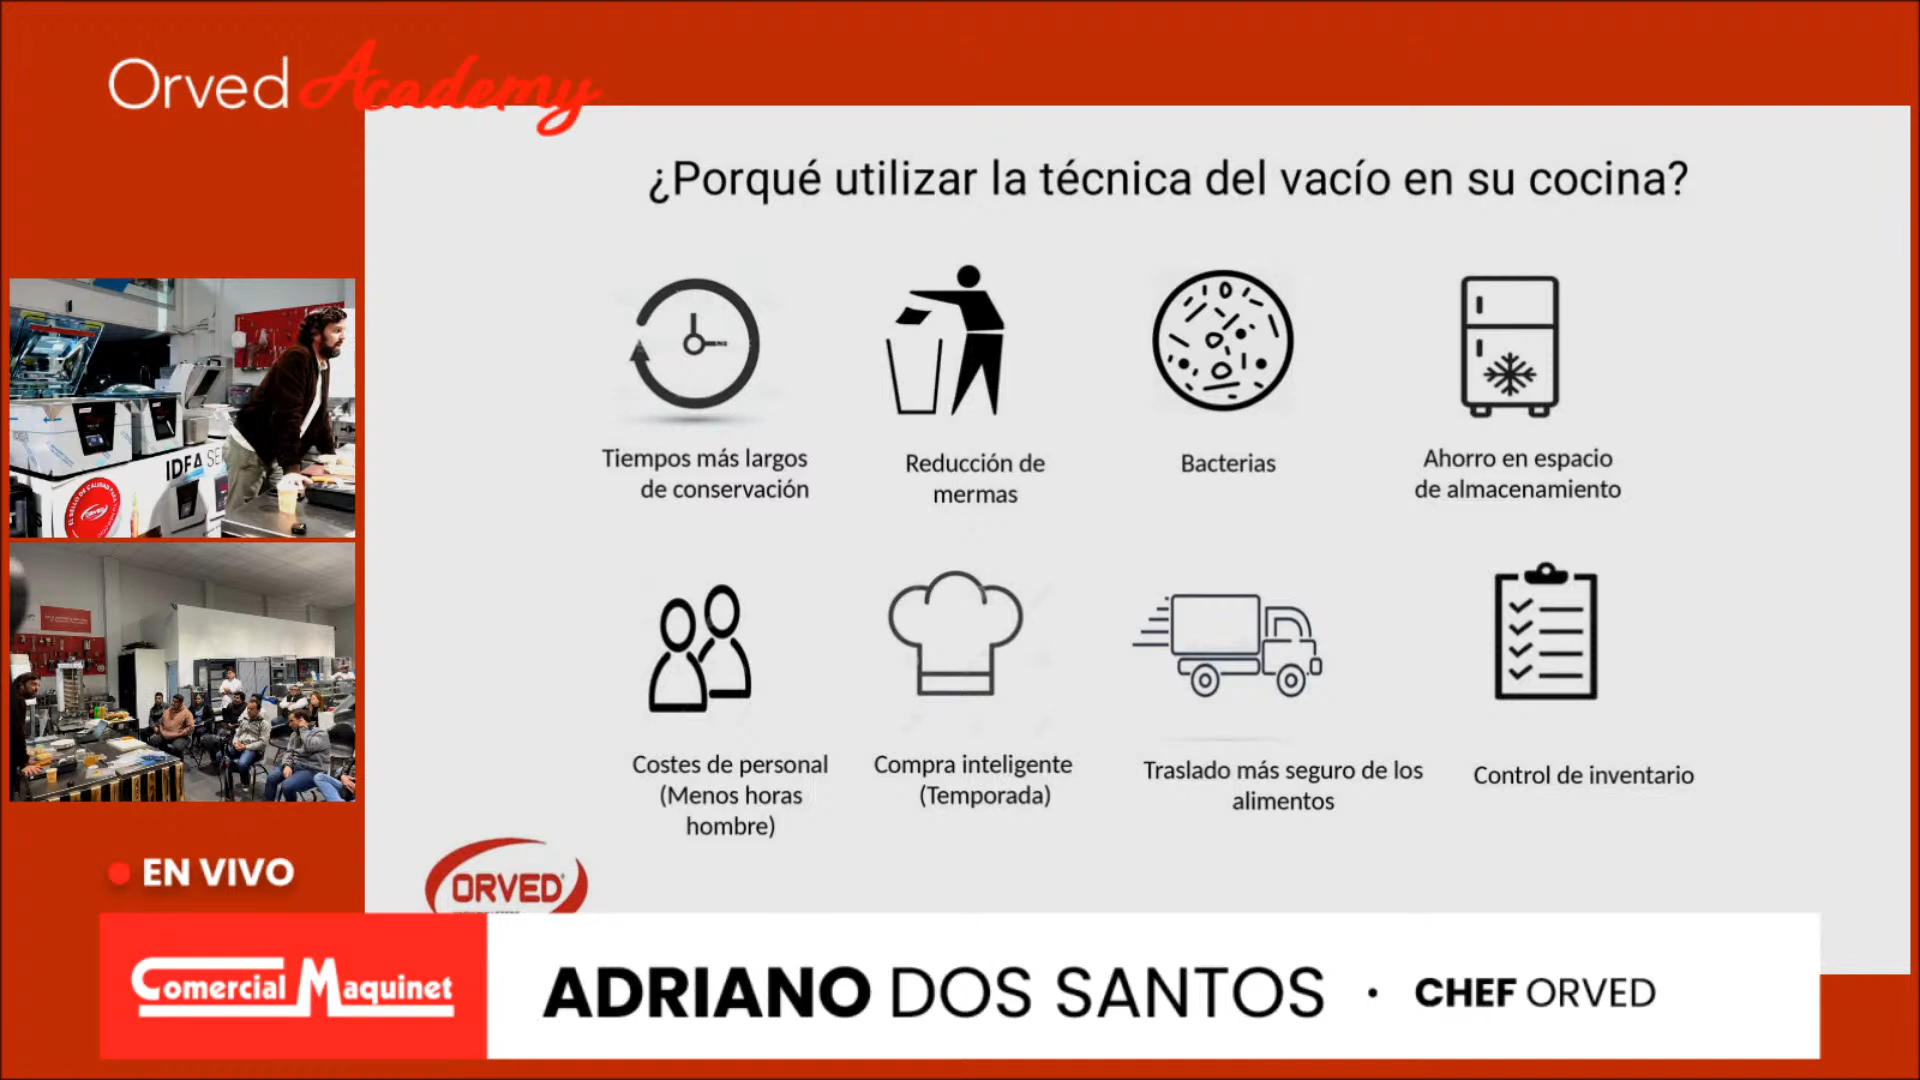 Orved Academy
¿Porqué utilizar la técnica del vacío en su cocina?
Tiempos más largos
de conservación
Reducción de
mermas
Bacterias
Ahorro en espacio
de almacenamiento
Costes de personal
(Menos horas
hombre)
Compra inteligente
(Temporada)
Traslado más seguro de los
alimentos
Control de inventario
IDEA SE
ORVED
EN VIVO
Comercial Maquinet
ADRIANO DOS SANTOS · CHEF ORVED